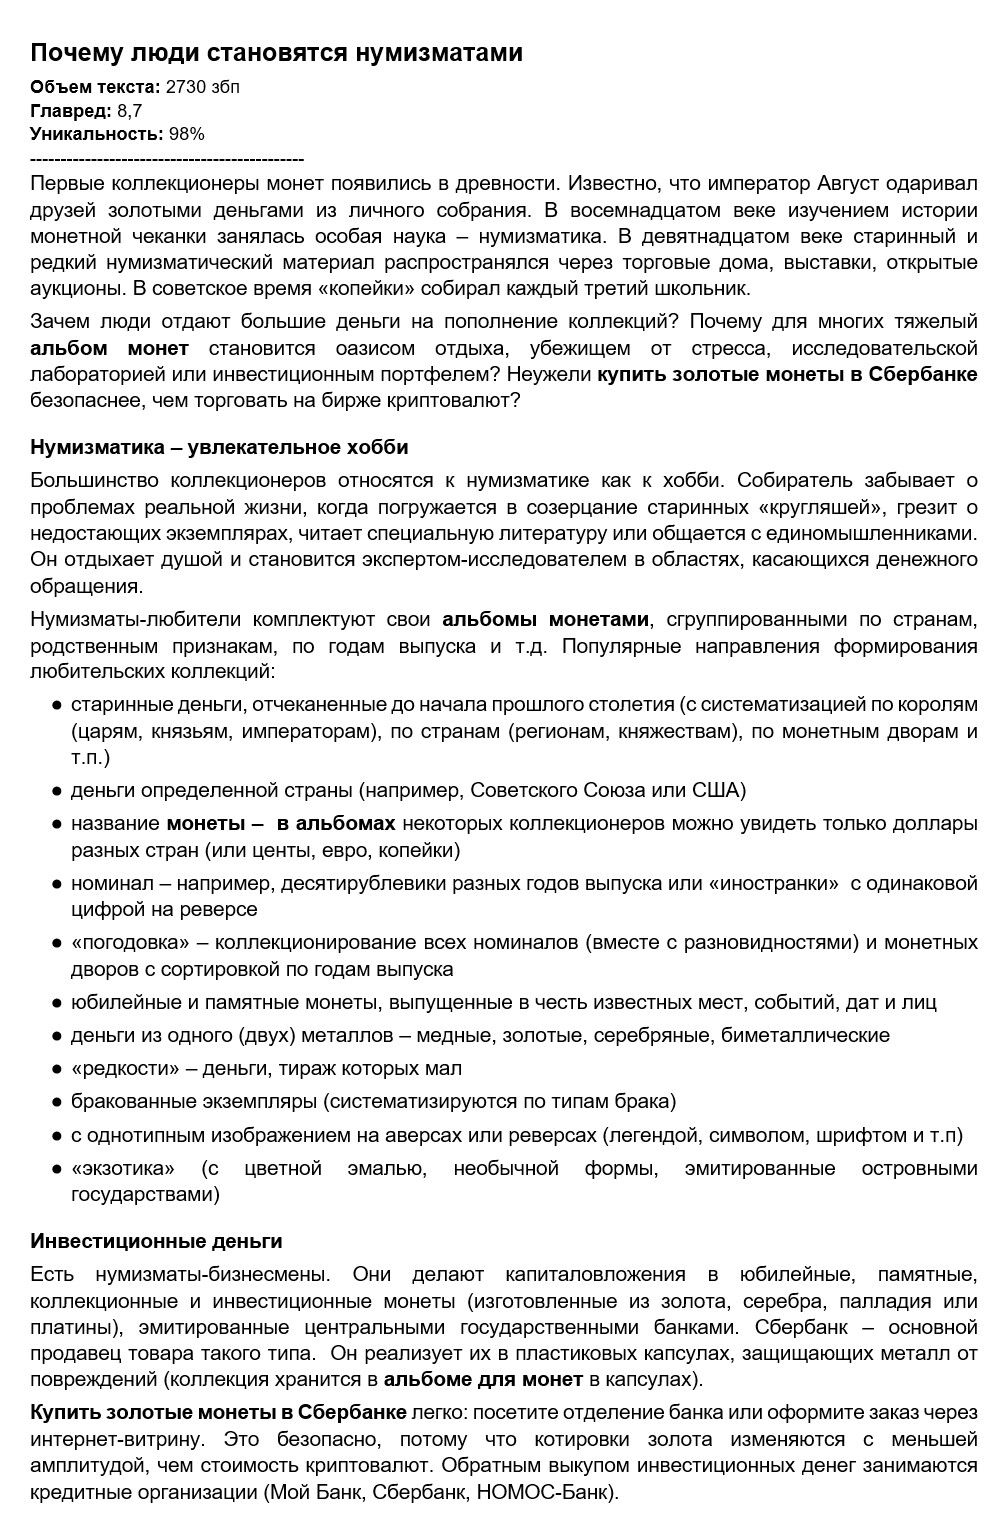 Почему люди становятся нумизматами
Объем текста: 2730 збп
Главред: 8,7
Уникальность: 98%
---------------------------------------------
Первые коллекционеры монет появились в древности. Известно, что император Август одаривал
друзей золотыми деньгами из личного собрания. В восемнадцатом веке изучением истории
монетной чеканки занялась особая наука – нумизматика. В девятнадцатом веке старинный и
редкий нумизматический материал распространялся через торговые дома, выставки, открытые
аукционы. В советское время «копейки» собирал каждый третий школьник.
Зачем люди отдают большие деньги на пополнение коллекций? Почему для многих тяжелый
альбом монет становится оазисом отдыха, убежищем от стресса, исследовательской
лабораторией или инвестиционным портфелем? Неужели купить золотые монеты в Сбербанке
безопаснее, чем торговать на бирже криптовалют?
Нумизматика – увлекательное хобби
Большинство коллекционеров относятся к нумизматике как к хобби. Собиратель забывает о
проблемах реальной жизни, когда погружается в созерцание старинных «кругляшей», грезит о
недостающих экземплярах, читает специальную литературу или общается с единомышленниками.
Он отдыхает душой и становится экспертом-исследователем в областях, касающихся денежного
обращения.
Нумизматы-любители комплектуют свои альбомы монетами, сгруппированными по странам,
родственным признакам, по годам выпуска и т.д. Популярные направления формирования
любительских коллекций:
● старинные деньги, отчеканенные до начала прошлого столетия (с систематизацией по королям
(царям, князьям, императорам), по странам (регионам, княжествам), по монетным дворам и
т.п.)
● деньги определенной страны (например, Советского Союза или США)
● название монеты –  в альбомах некоторых коллекционеров можно увидеть только доллары
разных стран (или центы, евро, копейки)
● номинал – например, десятирублевики разных годов выпуска или «иностранки»  с одинаковой
цифрой на реверсе
● «погодовка» – коллекционирование всех номиналов (вместе с разновидностями) и монетных
дворов с сортировкой по годам выпуска
● юбилейные и памятные монеты, выпущенные в честь известных мест, событий, дат и лиц
● деньги из одного (двух) металлов – медные, золотые, серебряные, биметаллические
● «редкости» – деньги, тираж которых мал
● бракованные экземпляры (систематизируются по типам брака)
● с однотипным изображением на аверсах или реверсах (легендой, символом, шрифтом и т.п)
● «экзотика» (с цветной эмалью, необычной формы, эмитированные островными
государствами)
Инвестиционные деньги
Есть нумизматы-бизнесмены. Они делают капиталовложения в юбилейные, памятные,
коллекционные и инвестиционные монеты (изготовленные из золота, серебра, палладия или
платины), эмитированные центральными государственными банками. Сбербанк – основной
продавец товара такого типа.  Он реализует их в пластиковых капсулах, защищающих металл от
повреждений (коллекция хранится в альбоме для монет в капсулах).
Купить золотые монеты в Сбербанке легко: посетите отделение банка или оформите заказ через
интернет-витрину. Это безопасно, потому что котировки золота изменяются с меньшей
амплитудой, чем стоимость криптовалют. Обратным выкупом инвестиционных денег занимаются
кредитные организации (Мой Банк, Сбербанк, НОМОС-Банк).